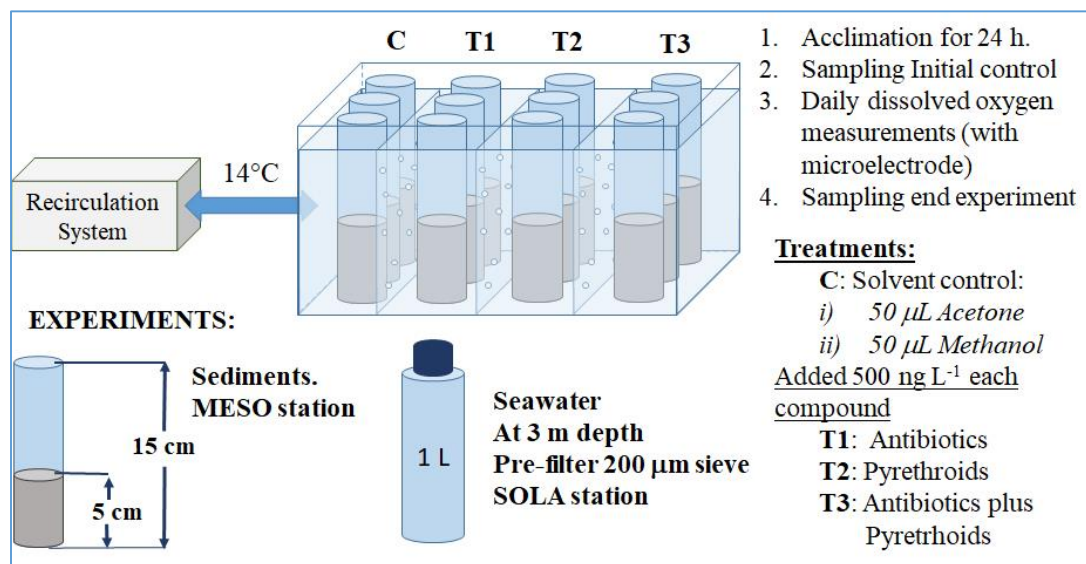 C T1 T2 T3
14°C
Recirculation
System
EXPERIMENTS:
Sediments.
MESO station
15 cm
5 cm
1 L
Seawater
At 3 m depth
Pre-filter 200 µm sieve
SOLA station
1. Acclimation for 24 h.
2. Sampling Initial control
3. Daily dissolved oxygen
measurements (with
microelectrode)
4. Sampling end experiment
Treatments:
C: Solvent control:
i) 50 µL Acetone
ii) 50 µL Methanol
Added 500 ng L⁻¹ each
compound
T1: Antibiotics
T2: Pyrethroids
T3: Antibiotics plus
Pyretrhoids